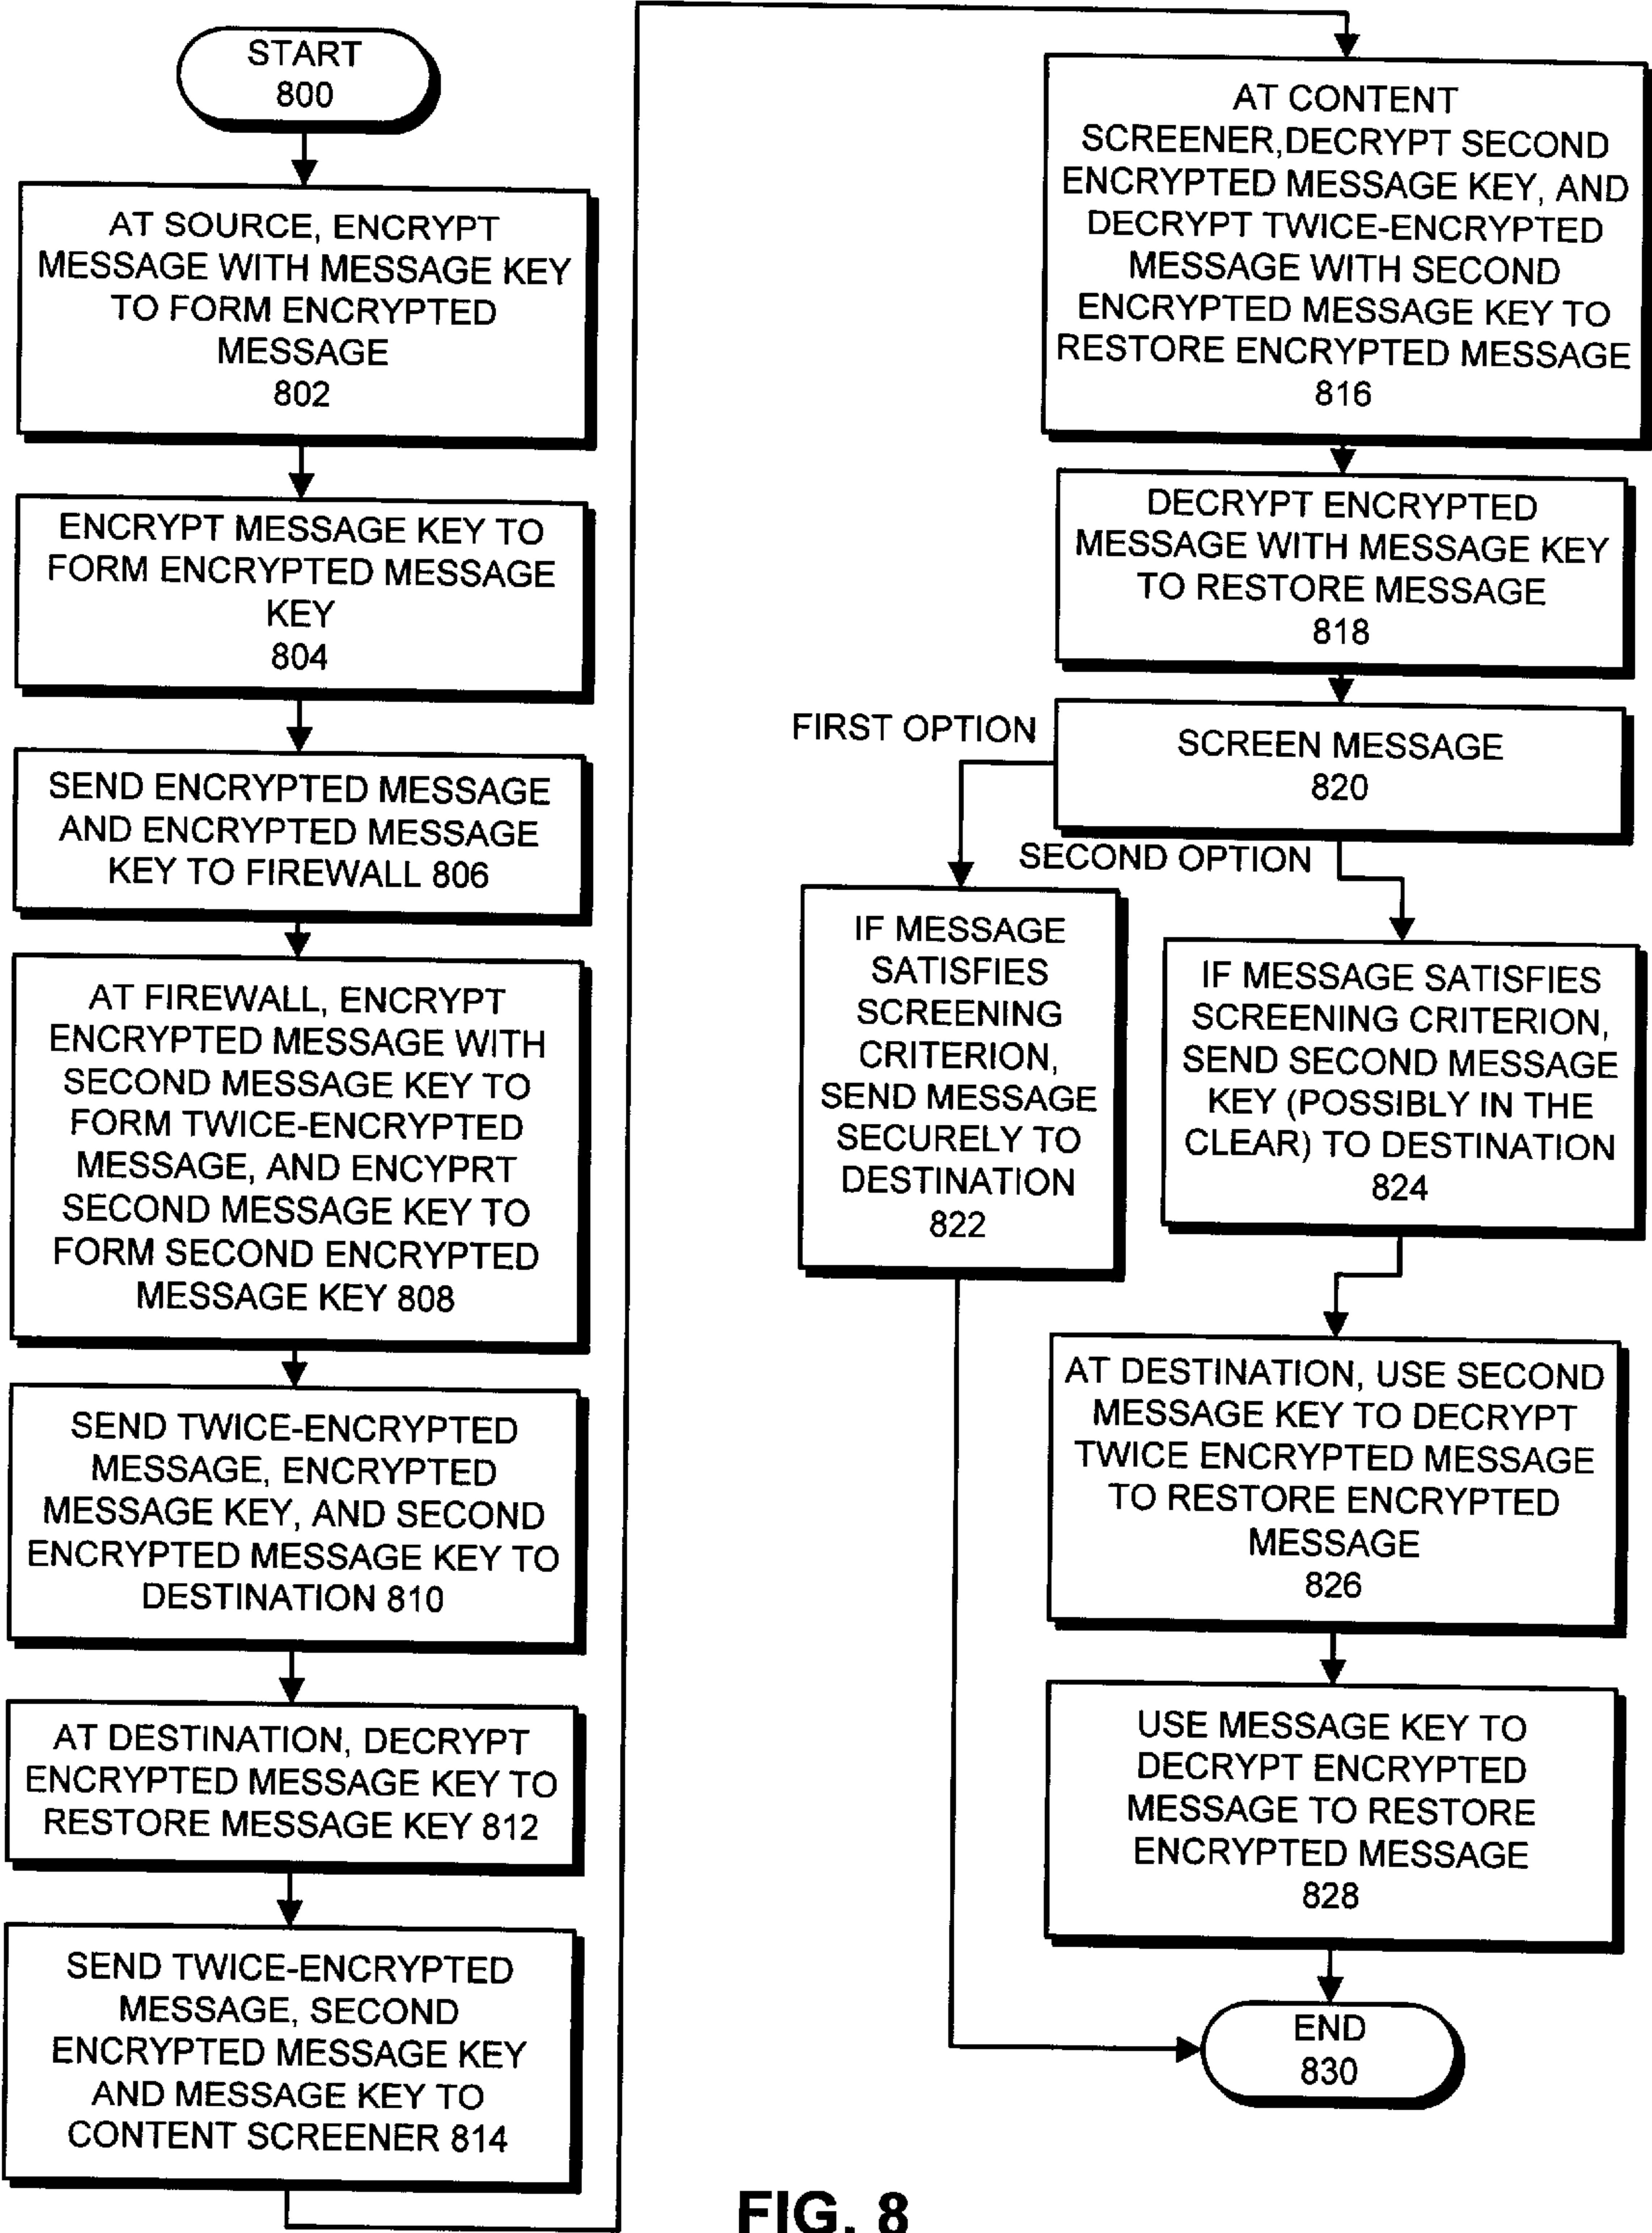 START
800
AT SOURCE, ENCRYPT
MESSAGE WITH MESSAGE KEY
TO FORM ENCRYPTED
MESSAGE
802
ENCRYPT MESSAGE KEY TO
FORM ENCRYPTED MESSAGE
KEY
804
SEND ENCRYPTED MESSAGE
AND ENCRYPTED MESSAGE
KEY TO FIREWALL 806
AT FIREWALL, ENCRYPT
ENCRYPTED MESSAGE WITH
SECOND MESSAGE KEY TO
FORM TWICE-ENCRYPTED
MESSAGE, AND ENCYPRT
SECOND MESSAGE KEY TO
FORM SECOND ENCRYPTED
MESSAGE KEY 808
SEND TWICE-ENCRYPTED
MESSAGE, ENCRYPTED
MESSAGE KEY, AND SECOND
ENCRYPTED MESSAGE KEY TO
DESTINATION 810
AT DESTINATION, DECRYPT
ENCRYPTED MESSAGE KEY TO
RESTORE MESSAGE KEY 812
SEND TWICE-ENCRYPTED
MESSAGE, SECOND
ENCRYPTED MESSAGE KEY
AND MESSAGE KEY TO
CONTENT SCREENER 814
AT CONTENT
SCREENER,DECRYPT SECOND
ENCRYPTED MESSAGE KEY, AND
DECRYPT TWICE-ENCRYPTED
MESSAGE WITH SECOND
ENCRYPTED MESSAGE KEY TO
RESTORE ENCRYPTED MESSAGE
816
DECRYPT ENCRYPTED
MESSAGE WITH MESSAGE KEY
TO RESTORE MESSAGE
818
SCREEN MESSAGE
820
FIRST OPTION
SECOND OPTION
IF MESSAGE
SATISFIES
SCREENING
CRITERION,
SEND MESSAGE
SECURELY TO
DESTINATION
822
IF MESSAGE SATISFIES
SCREENING CRITERION,
SEND SECOND MESSAGE
KEY (POSSIBLY IN THE
CLEAR) TO DESTINATION
824
AT DESTINATION, USE SECOND
MESSAGE KEY TO DECRYPT
TWICE ENCRYPTED MESSAGE
TO RESTORE ENCRYPTED
MESSAGE
826
USE MESSAGE KEY TO
DECRYPT ENCRYPTED
MESSAGE TO RESTORE
ENCRYPTED MESSAGE
828
END
830
FIG. 8